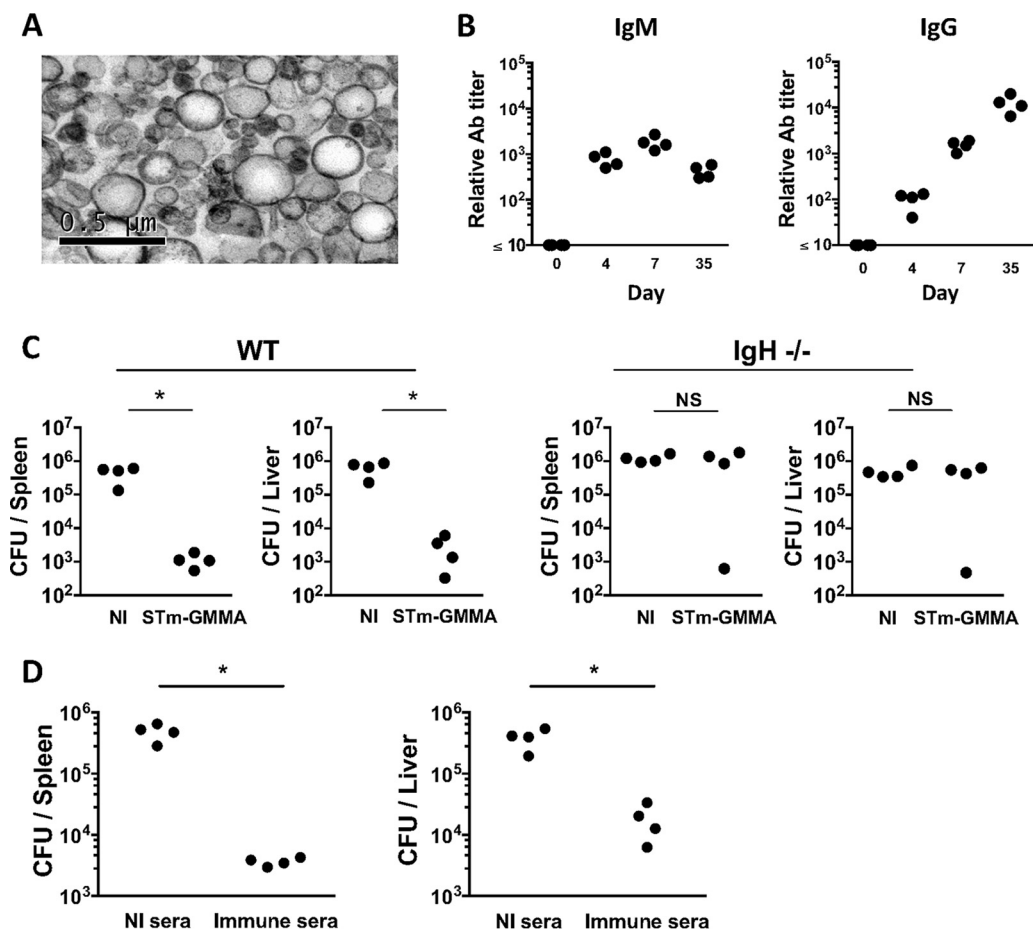 A
0.5 µm
B
IgM
Relative Ab titer
10⁵
10⁴
10³
10²
≤ 10
0 4 7 35
Day
IgG
Relative Ab titer
10⁵
10⁴
10³
10²
≤ 10
0 4 7 35
Day
C
WT
*
CFU / Spleen
10⁷
10⁶
10⁵
10⁴
10³
10²
NI STm-GMMA
*
CFU / Liver
10⁷
10⁶
10⁵
10⁴
10³
10²
NI STm-GMMA
IgH -/-
NS
CFU / Spleen
10⁷
10⁶
10⁵
10⁴
10³
10²
NI STm-GMMA
NS
CFU / Liver
10⁷
10⁶
10⁵
10⁴
10³
10²
NI STm-GMMA
D
*
CFU / Spleen
10⁶
10⁵
10⁴
10³
NI sera Immune sera
*
CFU / Liver
10⁶
10⁵
10⁴
10³
NI sera Immune sera